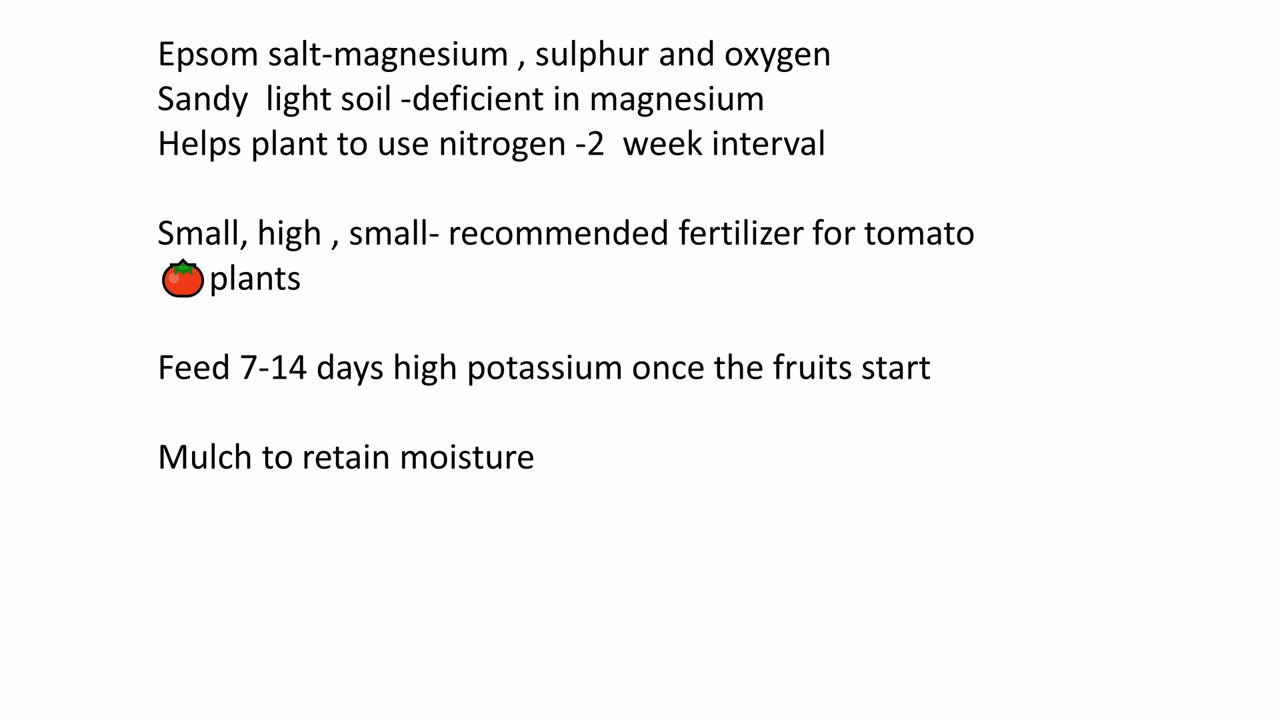 Epsom salt-magnesium , sulphur and oxygen
Sandy  light soil -deficient in magnesium
Helps plant to use nitrogen -2  week interval
Small, high , small- recommended fertilizer for tomato
🍅plants
Feed 7-14 days high potassium once the fruits start
Mulch to retain moisture